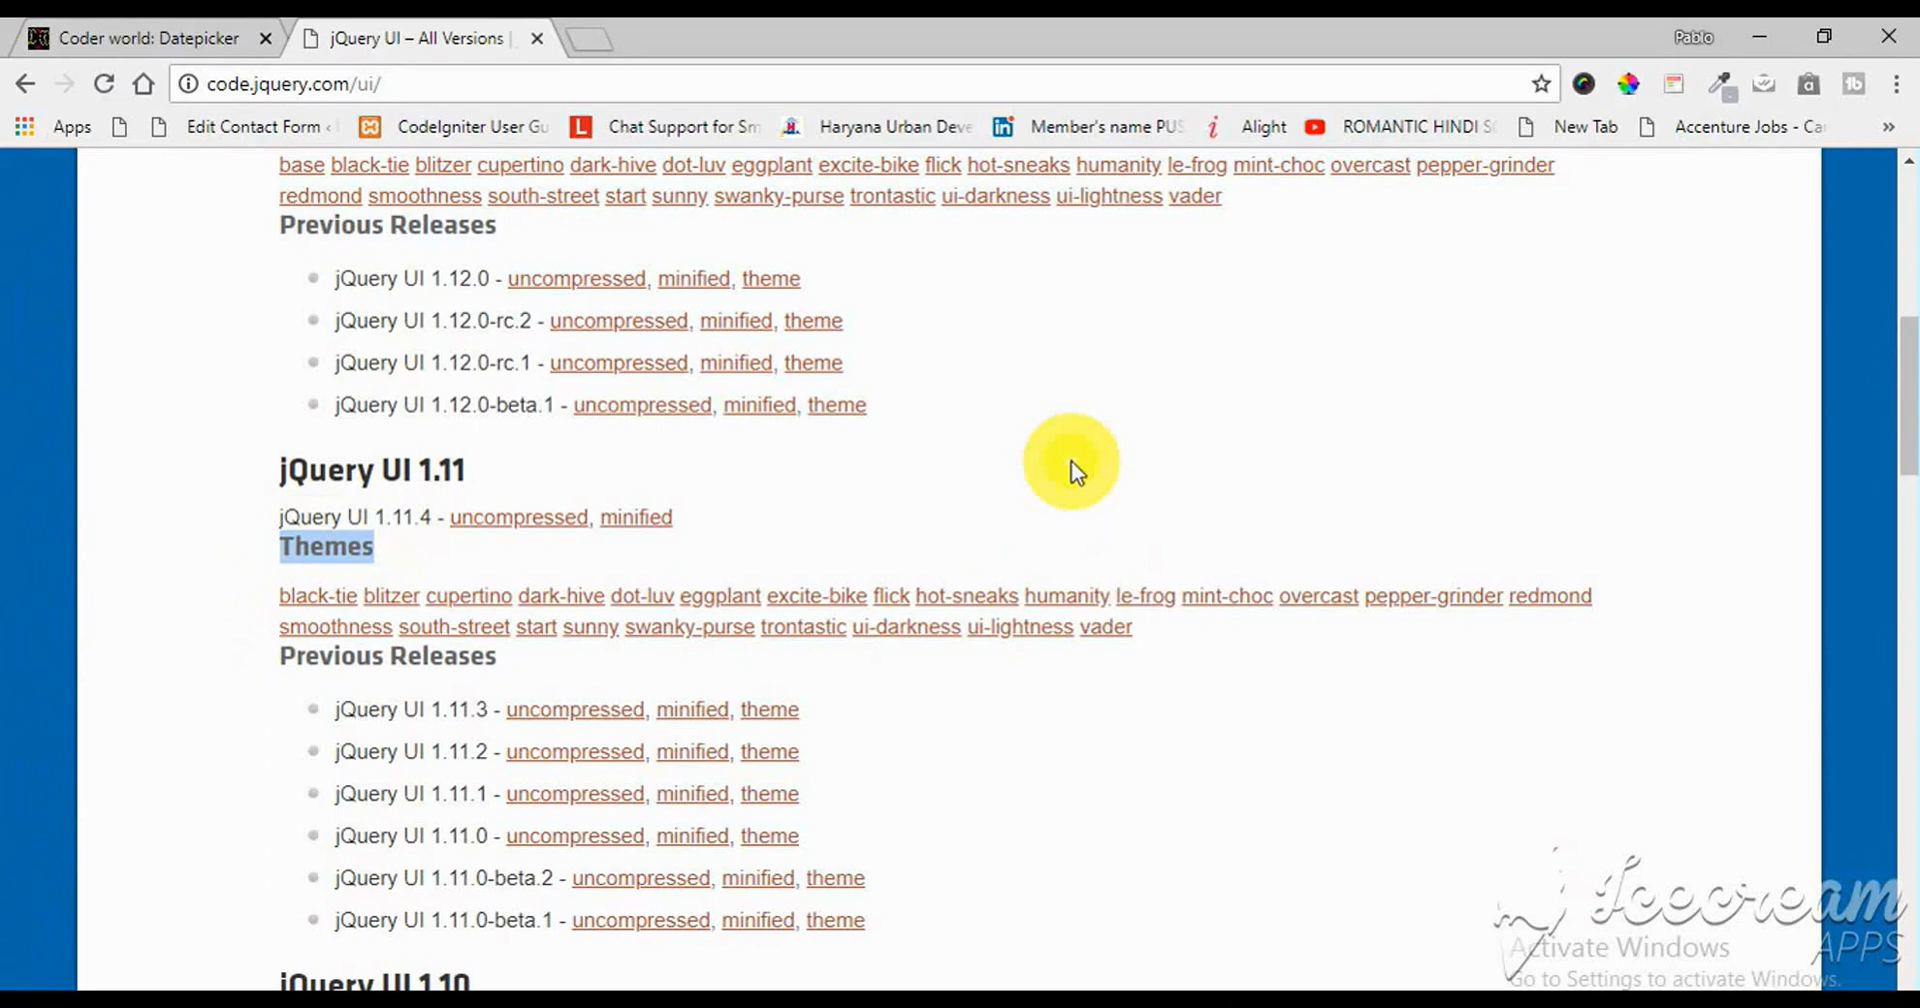 Coder world: Datepicker
jQuery UI – All Versions
Pablo
code.jquery.com/ui/
Apps
Edit Contact Form ‹
CodeIgniter User Gu
Chat Support for Sm
Haryana Urban Deve
Member's name PUS
Alight
ROMANTIC HINDI SO
New Tab
Accenture Jobs - Ca
»
base black-tie blitzer cupertino dark-hive dot-luv eggplant excite-bike flick hot-sneaks humanity le-frog mint-choc overcast pepper-grinder
redmond smoothness south-street start sunny swanky-purse trontastic ui-darkness ui-lightness vader
Previous Releases
jQuery UI 1.12.0 - uncompressed, minified, theme
jQuery UI 1.12.0-rc.2 - uncompressed, minified, theme
jQuery UI 1.12.0-rc.1 - uncompressed, minified, theme
jQuery UI 1.12.0-beta.1 - uncompressed, minified, theme
jQuery UI 1.11
jQuery UI 1.11.4 - uncompressed, minified
Themes
black-tie blitzer cupertino dark-hive dot-luv eggplant excite-bike flick hot-sneaks humanity le-frog mint-choc overcast pepper-grinder redmond
smoothness south-street start sunny swanky-purse trontastic ui-darkness ui-lightness vader
Previous Releases
jQuery UI 1.11.3 - uncompressed, minified, theme
jQuery UI 1.11.2 - uncompressed, minified, theme
jQuery UI 1.11.1 - uncompressed, minified, theme
jQuery UI 1.11.0 - uncompressed, minified, theme
jQuery UI 1.11.0-beta.2 - uncompressed, minified, theme
jQuery UI 1.11.0-beta.1 - uncompressed, minified, theme
jQuery UI 1.10
Icecream
APPS
Activate Windows
Go to Settings to activate Windows.